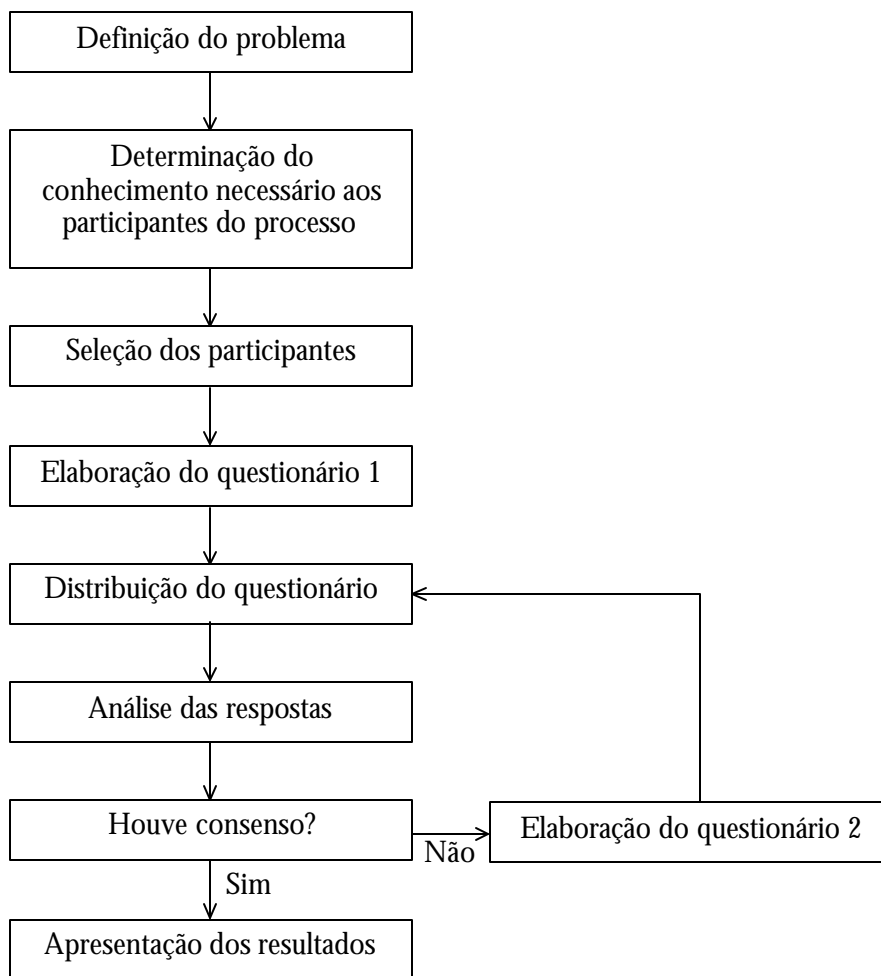 Definição do problema
Determinação do
conhecimento necessário aos
participantes do processo
Seleção dos participantes
Elaboração do questionário 1
Distribuição do questionário
Análise das respostas
Houve consenso?
Não
Elaboração do questionário 2
Sim
Apresentação dos resultados